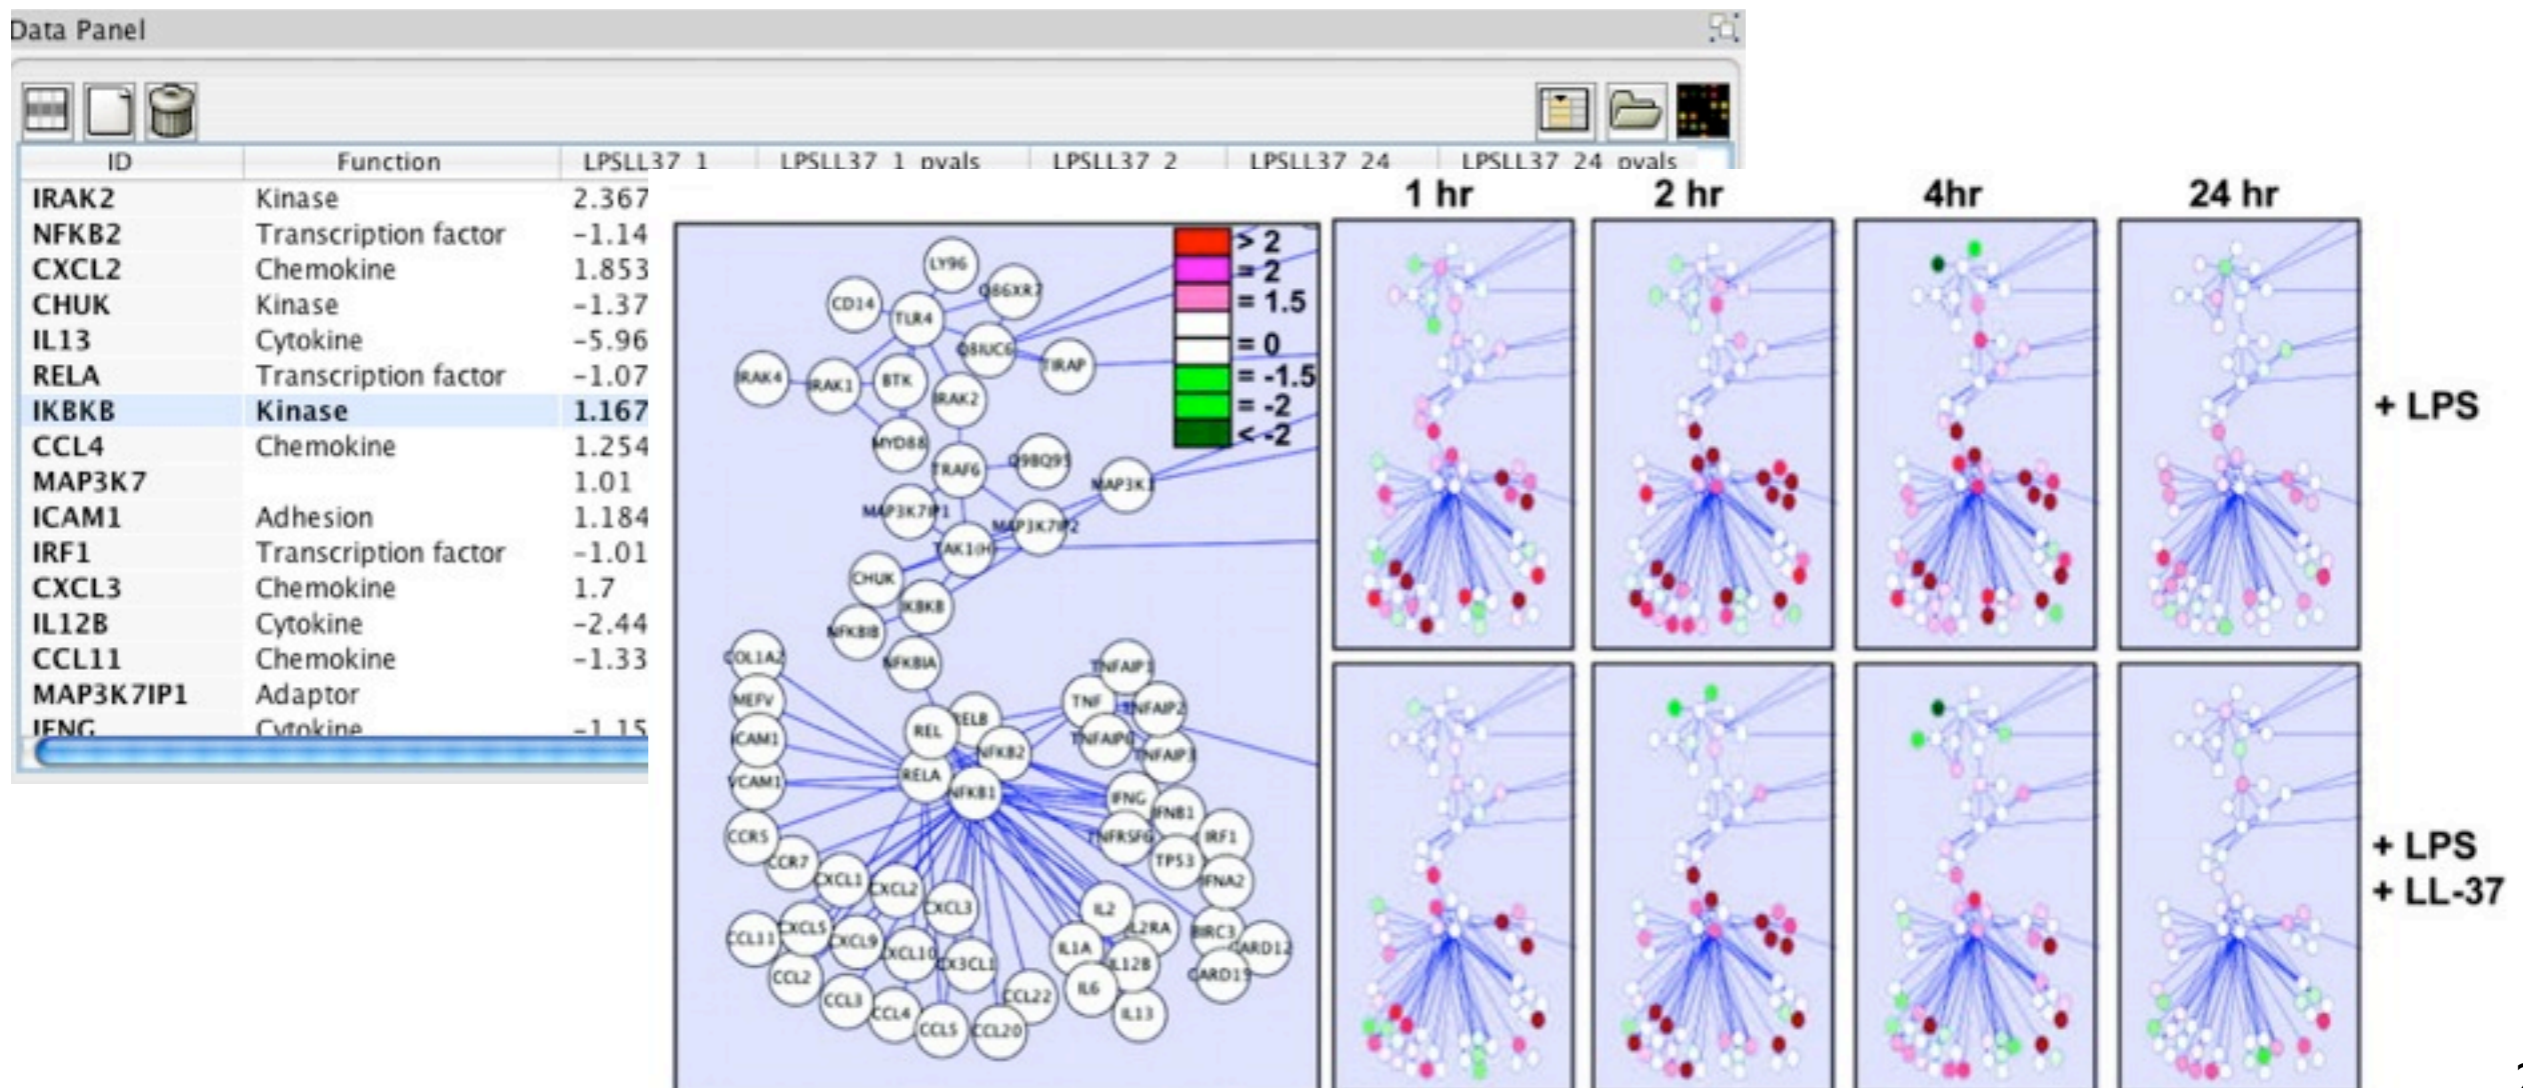 Data Panel
ID Function LPSLL37_1 LPSLL37_1_pvals LPSLL37_2 LPSLL37_24 LPSLL37_24_pvals
IRAK2 Kinase 2.367
NFKB2 Transcription factor -1.14
CXCL2 Chemokine 1.853
CHUK Kinase -1.37
IL13 Cytokine -5.96
RELA Transcription factor -1.07
IKBKB Kinase 1.167
CCL4 Chemokine 1.254
MAP3K7 1.01
ICAM1 Adhesion 1.184
IRF1 Transcription factor -1.01
CXCL3 Chemokine 1.7
IL12B Cytokine -2.44
CCL11 Chemokine -1.33
MAP3K7IP1 Adaptor
IFNG Cytokine -1.15
1 hr 2 hr 4hr 24 hr
> 2
= 2
= 1.5
= 0
= -1.5
= -2
< -2
LY96
Q86XR7
CD14
TLR4
Q8IUC6
TIRAP
IRAK4
IRAK1
BTK
IRAK2
MYD88
TRAF6
Q9BQ95
MAP3K1
MAP3K7IP1
MAP3K7IP2
TAK1(H)
CHUK
IKBKB
NFKBIB
NFKBIA
COL1A2
TNFAIP1
MEFV
TNF
TNFAIP2
RELB
REL
ICAM1
TNFAIP6
NFKB2
TNFAIP3
RELA
VCAM1
NFKB1
IFNG
IFNB1
CCR5
TNFRSF6
IRF1
CCR7
TP53
CXCL1
CXCL2
IFNA2
CXCL3
IL2
IL2RA
CXCL5
BIRC3
CCL11
CXCL9
IL1A
CARD12
CXCL10
CX3CL1
IL12B
CCL2
CARD15
IL6
CCL22
CCL3
CCL4
IL13
CCL5
CCL20
+ LPS
+ LPS
+ LL-37